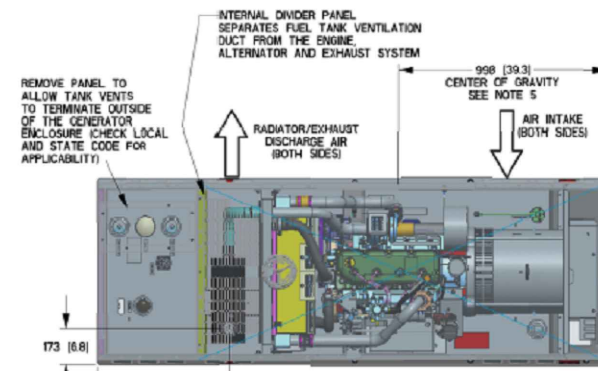 INTERNAL DIVIDER PANEL
SEPARATES FUEL TANK VENTILATION
DUCT FROM THE ENGINE,
ALTERNATOR AND EXHAUST SYSTEM
REMOVE PANEL TO
ALLOW TANK VENTS
TO TERMINATE OUTSIDE
OF THE GENERATOR
ENCLOSURE (CHECK LOCAL
AND STATE CODE FOR
APPLICABILITY)
RADIATOR/EXHAUST
DISCHARGE AIR
(BOTH SIDES)
998 [39.3]
CENTER OF GRAVITY
SEE NOTE 5
AIR INTAKE
(BOTH SIDES)
173 [6.8]